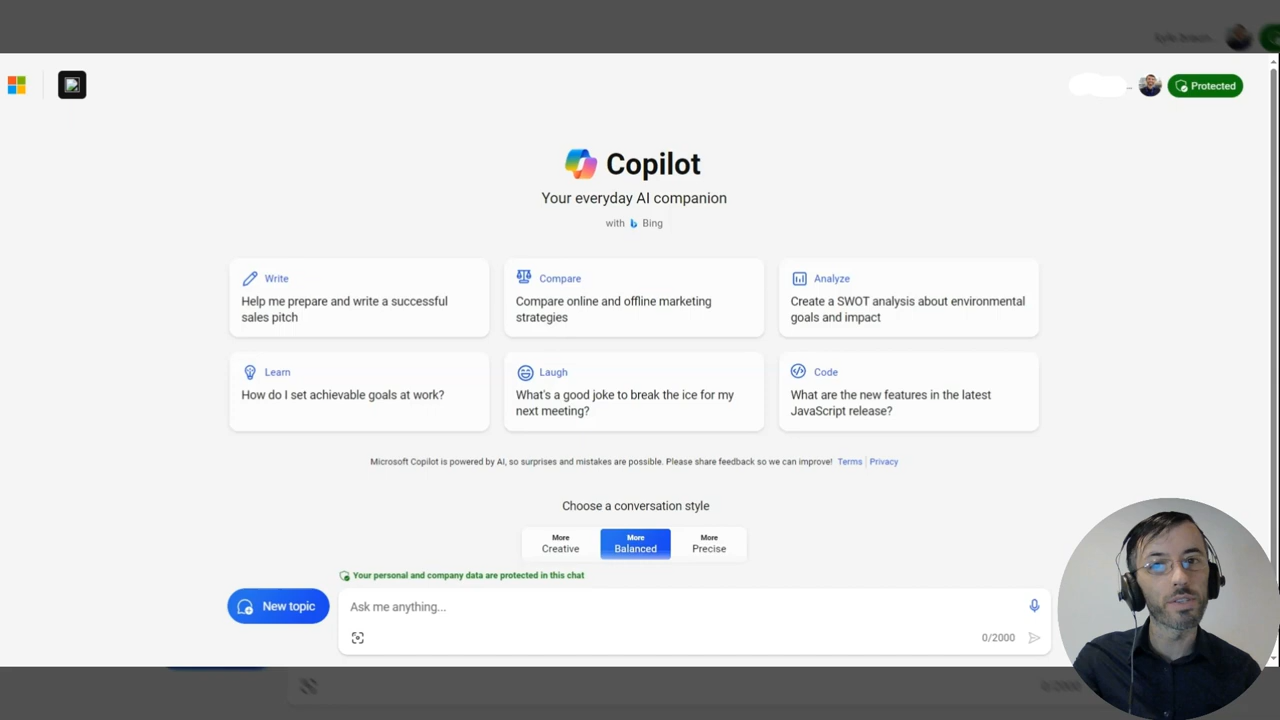 Protected
Copilot
Your everyday AI companion
with Bing
Write
Help me prepare and write a successful
sales pitch
Compare
Compare online and offline marketing
strategies
Analyze
Create a SWOT analysis about environmental
goals and impact
Learn
How do I set achievable goals at work?
Laugh
What's a good joke to break the ice for my
next meeting?
Code
What are the new features in the latest
JavaScript release?
Microsoft Copilot is powered by AI, so surprises and mistakes are possible. Please share feedback so we can improve! Terms Privacy
Choose a conversation style
More
Creative
More
Balanced
More
Precise
Your personal and company data are protected in this chat
New topic
Ask me anything...
0/2000